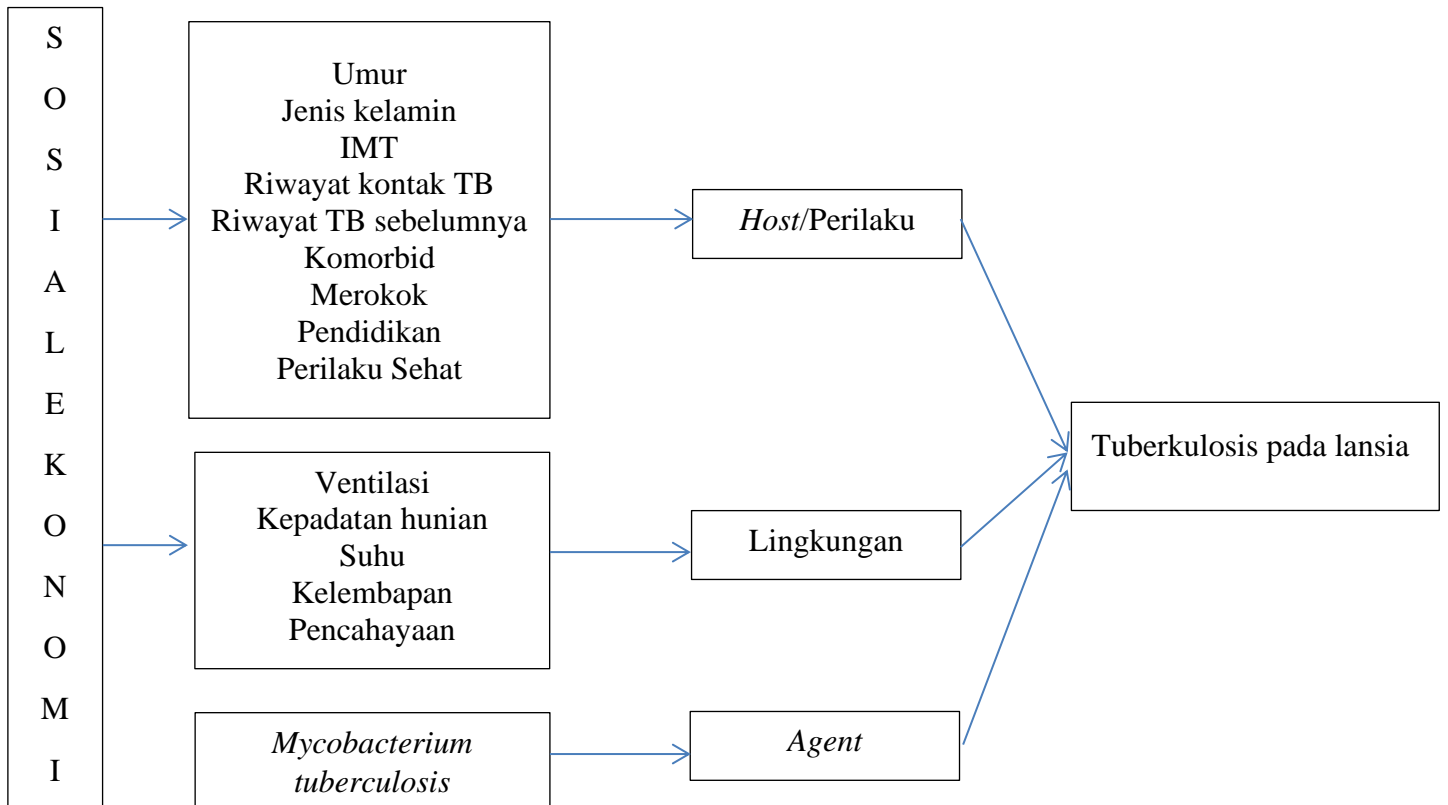 S
O
S
I
A
L
E
K
O
N
O
M
I
Umur
Jenis kelamin
IMT
Riwayat kontak TB
Riwayat TB sebelumnya
Komorbid
Merokok
Pendidikan
Perilaku Sehat
Host/Perilaku
Ventilasi
Kepadatan hunian
Suhu
Kelembapan
Pencahayaan
Lingkungan
Tuberkulosis pada lansia
Mycobacterium
tuberculosis
Agent